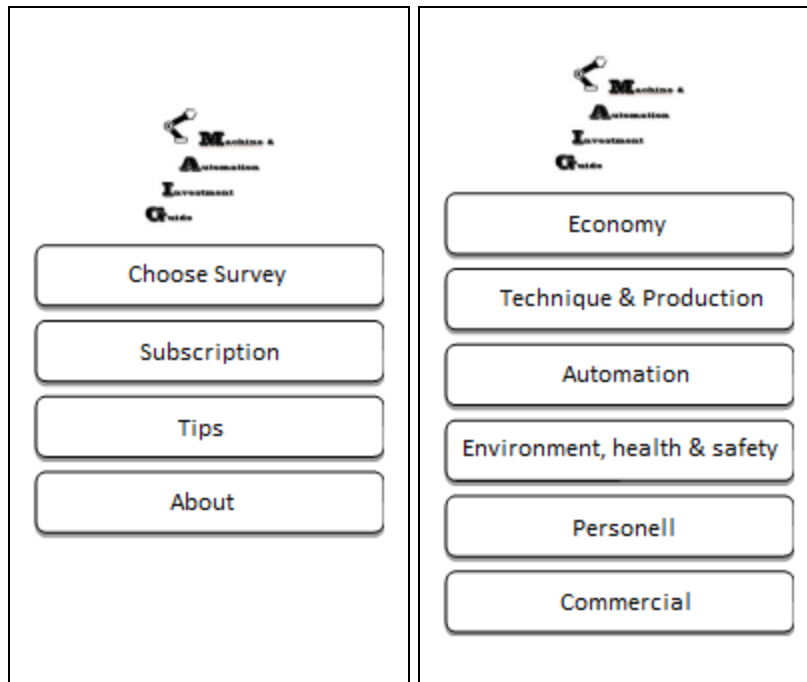 Machine &
Automation
Investment
Guide
Choose Survey
Subscription
Tips
About
Machine &
Automation
Investment
Guide
Economy
Technique & Production
Automation
Environment, health & safety
Personell
Commercial